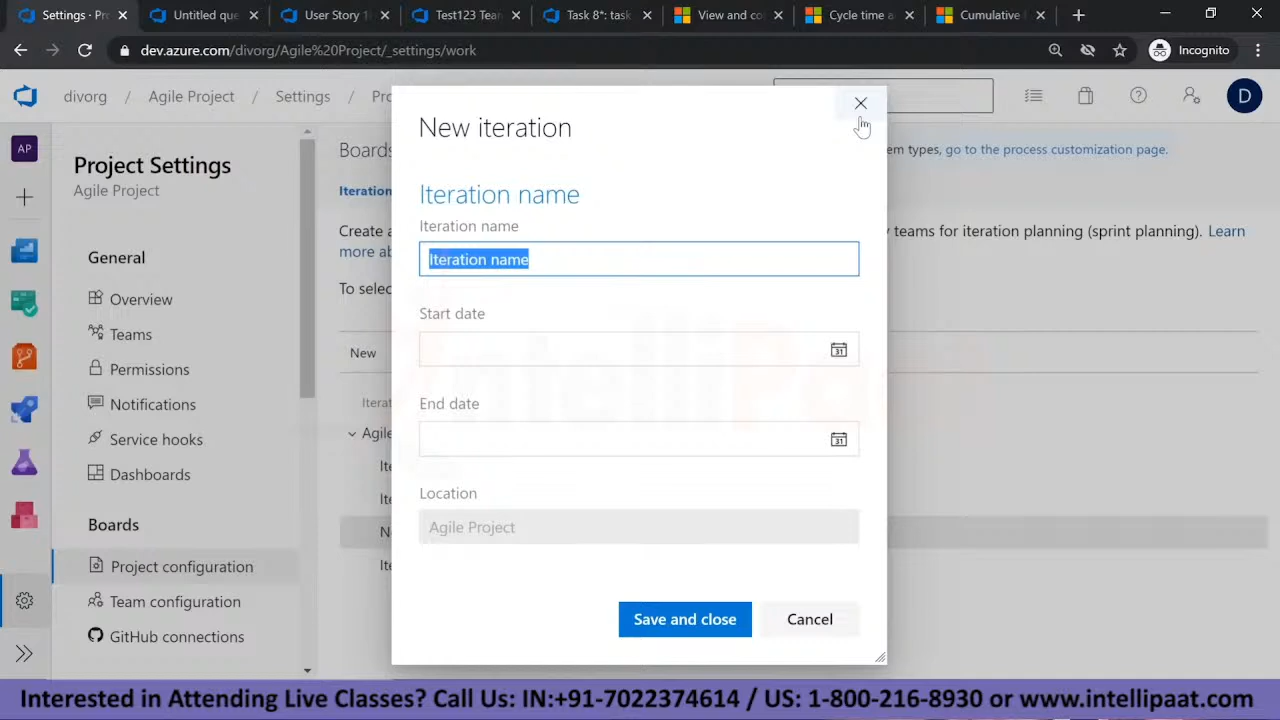 Settings · Pro
Untitled que
User Story 1
Test123 Tear
Task 8*: task
View and co
Cycle time a
Cumulative
dev.azure.com/divorg/Agile%20Project/_settings/work
Incognito
divorg / Agile Project / Settings / Pro
D
AP
Project Settings
Agile Project
General
Overview
Teams
Permissions
Notifications
Service hooks
Dashboards
Boards
Project configuration
Team configuration
GitHub connections
Boards
em types, go to the process customization page.
Iteration
Create a
y teams for iteration planning (sprint planning). Learn
more ab
To selec
New
Iterat
Agile
Ite
Ite
Ne
Ite
New iteration
Iteration name
Iteration name
Iteration name
Start date
31
End date
31
Location
Agile Project
Save and close
Cancel
IntelliPaat
Interested in Attending Live Classes? Call Us: IN:+91-7022374614 / US: 1-800-216-8930 or www.intellipaat.com